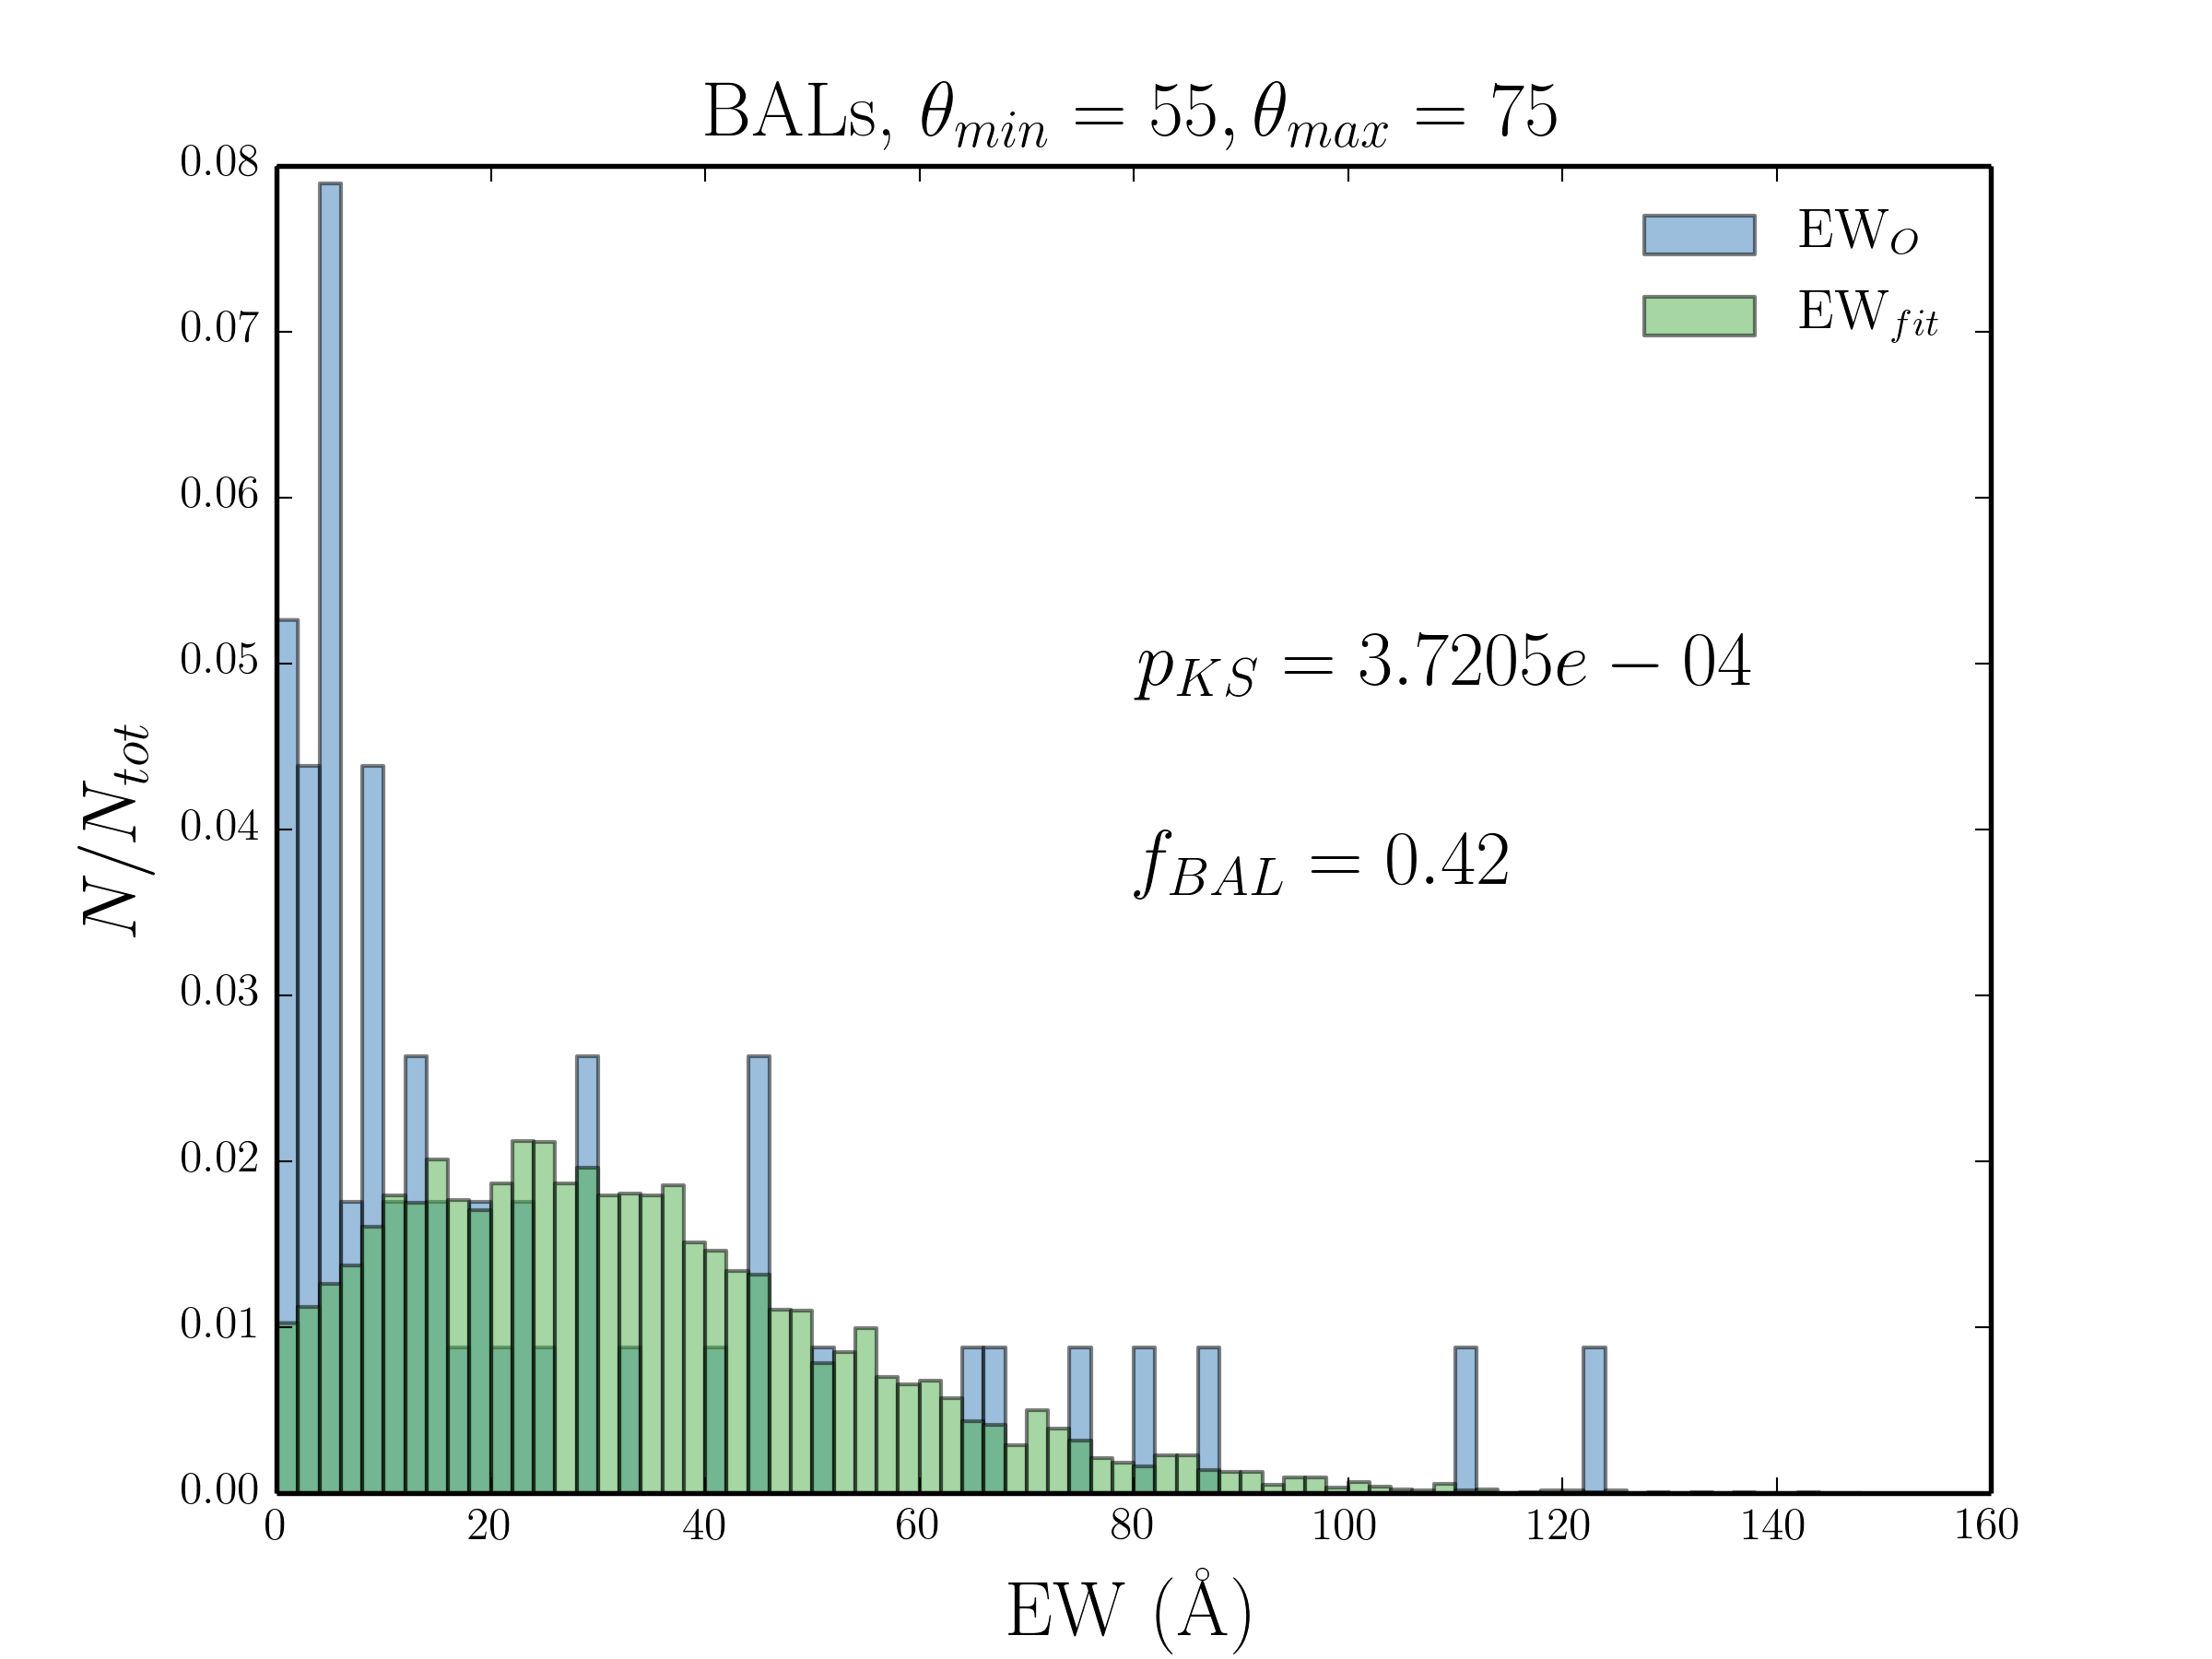 BALs, θmin = 55, θmax = 75
EWO
EWfit
pKS = 3.7205e − 04
fBAL = 0.42
N/Ntot
0.08
0.07
0.06
0.05
0.04
0.03
0.02
0.01
0.00
0 20 40 60 80 100 120 140 160
EW (Å)